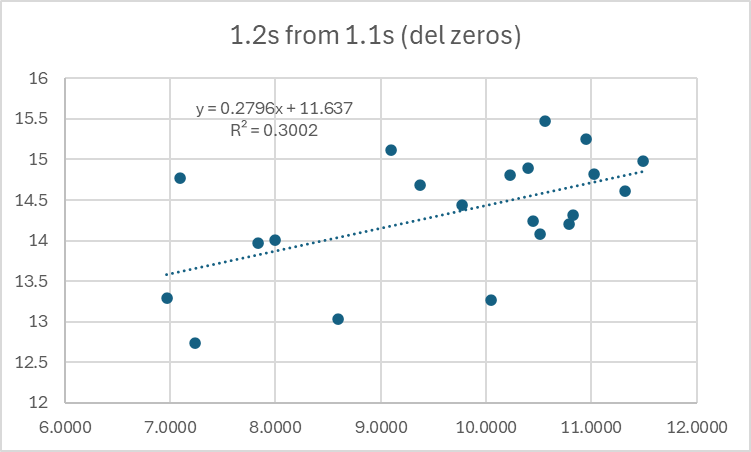 1.2s from 1.1s (del zeros)
16
15.5
15
14.5
14
13.5
13
12.5
12
y = 0.2796x + 11.637
R² = 0.3002
6.0000 7.0000 8.0000 9.0000 10.0000 11.0000 12.0000